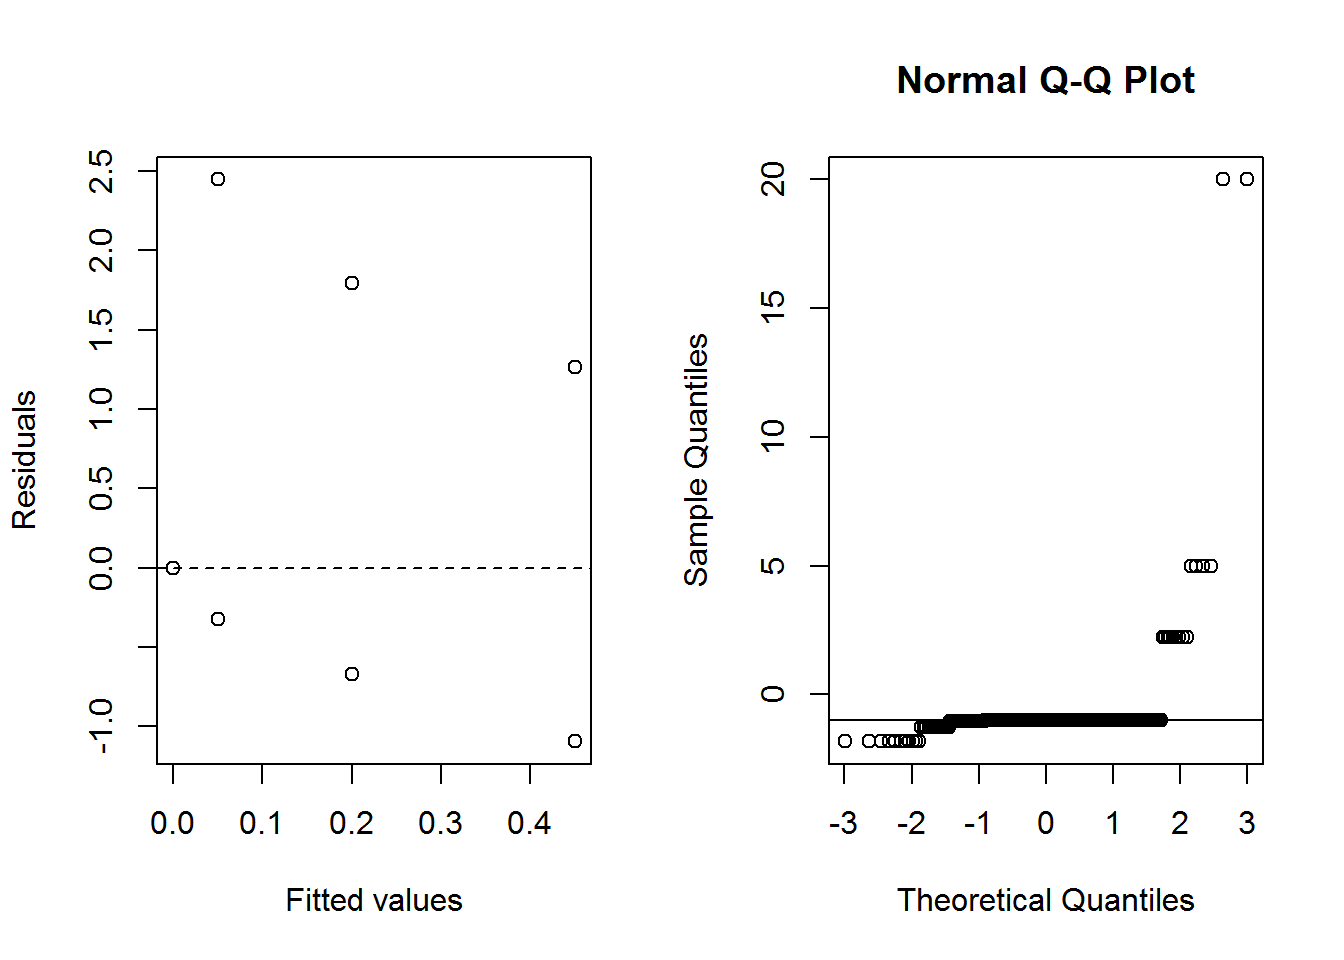 Residuals
2.5
2.0
1.5
1.0
0.5
0.0
-1.0
0.0 0.1 0.2 0.3 0.4
Fitted values
Normal Q-Q Plot
Sample Quantiles
20
15
10
5
0
-3 -2 -1 0 1 2 3
Theoretical Quantiles